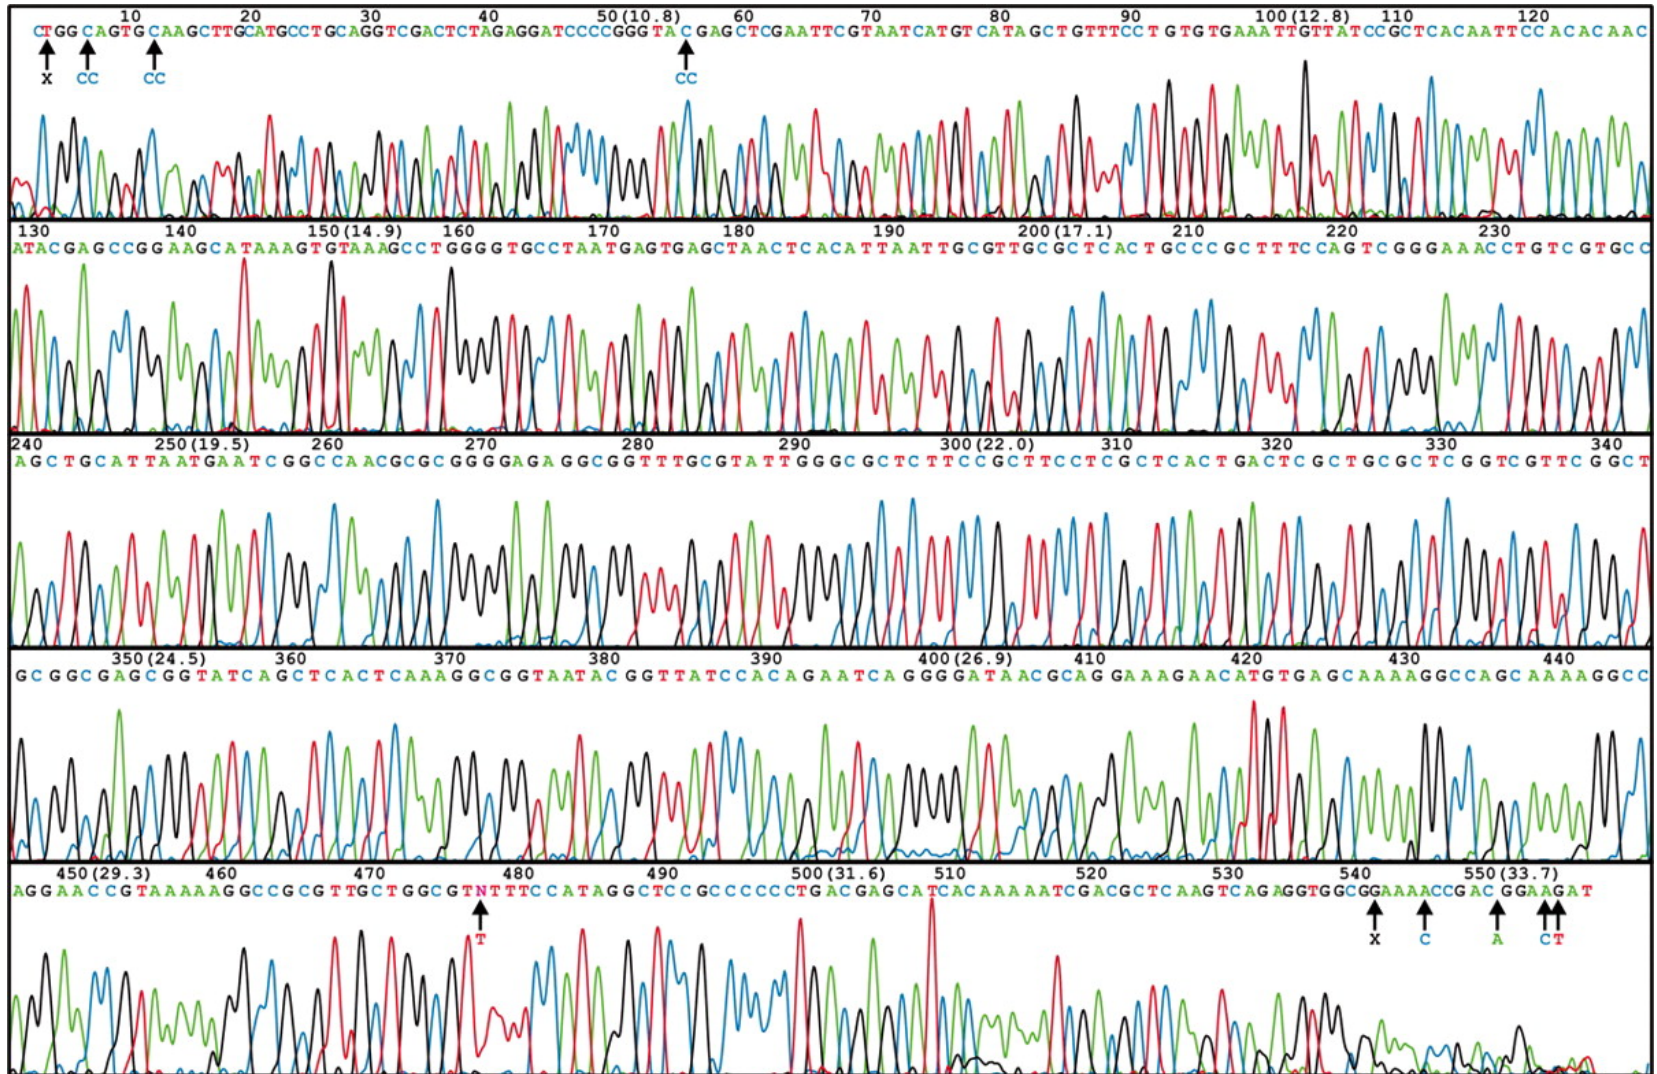 10 20 30 40 50(10.8) 60 70 80 90 100(12.8) 110 120
CTGGCAGTGCAAGCTTGCATGCCTGCAGGTCGACTCTAGAGGATCCCCGGGTACGAGCTCGAATTCGTAATCATGTCATAGCTGTTTCCTGTGTGAAATTGTTATCCGCTCACAATTCCACACAAC
X CC CC CC
130 140 150(14.9) 160 170 180 190 200(17.1) 210 220 230
ATACGAGCCGGAAGCATAAAGTGTAAAGCCTGGGGTGCCTAATGAGTGAGCTAACTCACATTAATTGCGTTGCGCTCACTGCCCGCTTTCCAGTCGGGAAACCTGTCGTGCC
240 250(19.5) 260 270 280 290 300(22.0) 310 320 330 340
AGCTGCATTAATGAATCGGCCAACGCGCGGGGAGAGGCGGTTTGCGTATTGGGCGCTCTTCCGCTTCCTCGCTCACTGACTCGCTGCGCTCGGTCGTTCGGCT
350(24.5) 360 370 380 390 400(26.9) 410 420 430 440
GCGGCGAGCGGTATCAGCTCACTCAAAGGCGGTAATACGGTTATCCACAGAATCAGGGGATAACGCAGGAAAGAACATGTGAGCAAAAGGCCAGCAAAAGGCC
450(29.3) 460 470 480 490 500(31.6) 510 520 530 540 550(33.7)
AGGAACCGTAAAAAGGCCGCGTTGCTGGCGTNTTTCCATAGGCTCCGCCCCCCTGACGAGCATCACAAAAATCGACGCTCAAGTCAGAGGTGGCGGAAAACCGACGGAAGAT
T X C A CT